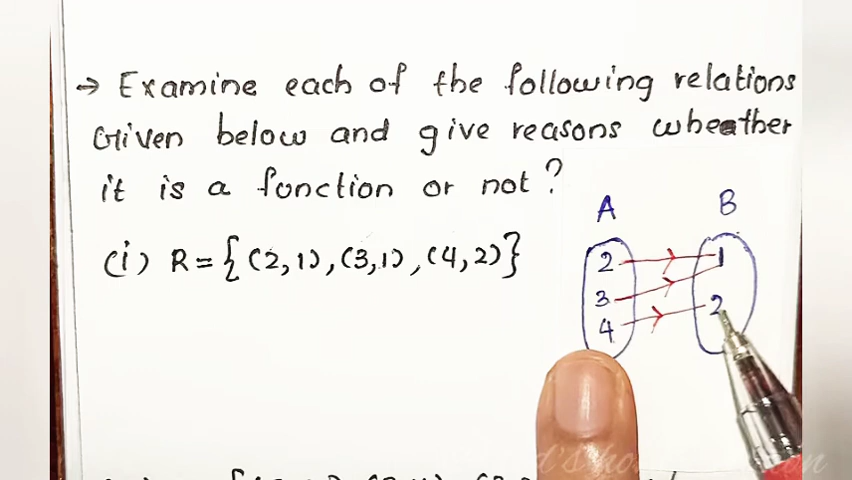 → Examine each of the following relations
Given below and give reasons wheather
it is a function or not?
A B
(i) R = {(2,1), (3,1), (4,2)}
2 1
3
4 2